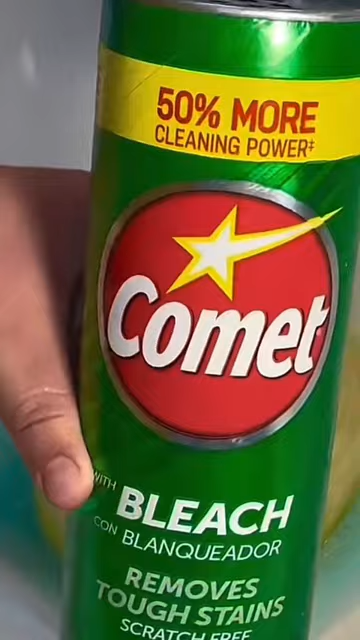 50% MORE
CLEANING POWER‡
Comet
WITH BLEACH
CON BLANQUEADOR
REMOVES
TOUGH STAINS
SCRATCH FREE